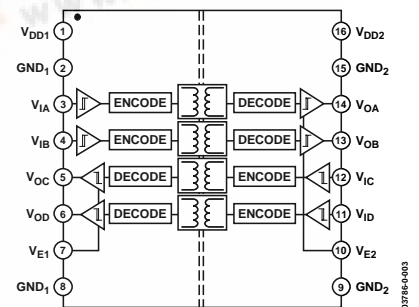 VDD1 1 16 VDD2
GND1 2 15 GND2
VIA 3 ENCODE DECODE 14 VOA
VIB 4 ENCODE DECODE 13 VOB
VOC 5 DECODE ENCODE 12 VIC
VOD 6 DECODE ENCODE 11 VID
VE1 7 10 VE2
GND1 8 9 GND2
03786-0-003